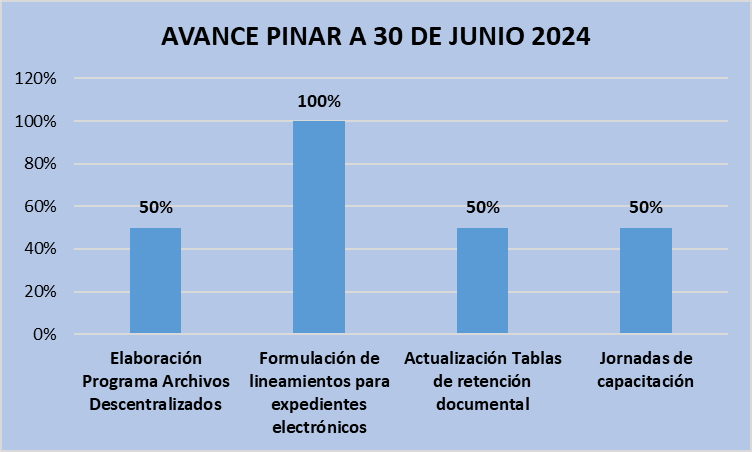 AVANCE PINAR A 30 DE JUNIO 2024
120%
100%
80%
60%
40%
20%
0%
50%
100%
50%
50%
Elaboración
Programa Archivos
Descentralizados
Formulación de
lineamientos para
expedientes
electrónicos
Actualización Tablas
de retención
documental
Jornadas de
capacitación